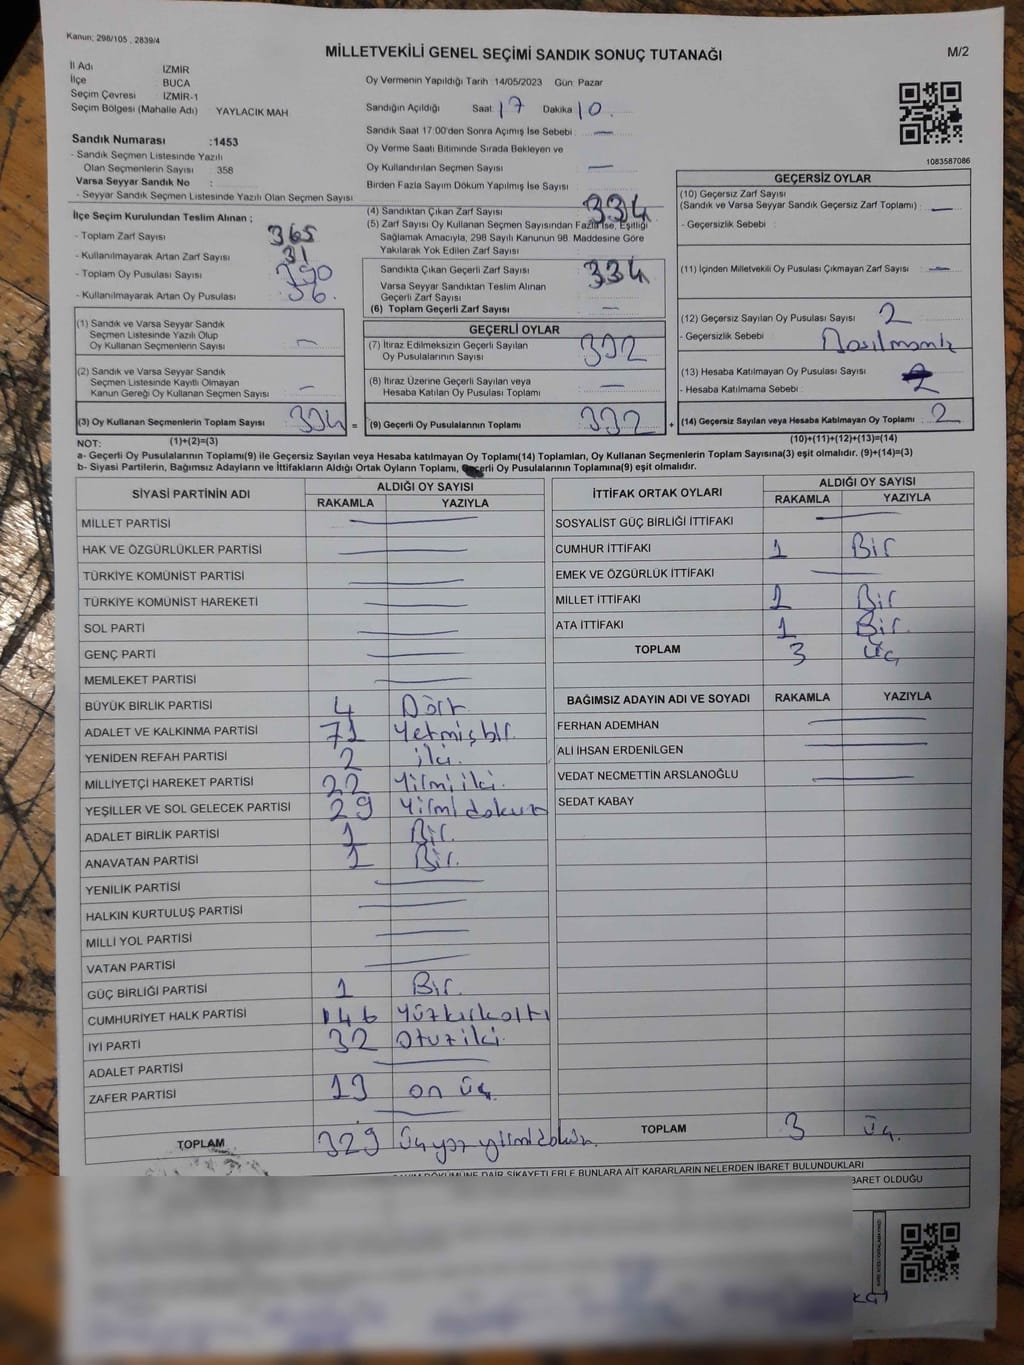 Kanun; 298/105 , 2839/4
MİLLETVEKİLİ GENEL SEÇİMİ SANDIK SONUÇ TUTANAĞI
M/2
İl Adı İZMİR
İlçe BUCA
Seçim Çevresi : İZMİR-1
Seçim Bölgesi (Mahalle Adı) YAYLACIK MAH
Sandık Numarası :1453
- Sandık Seçmen Listesinde Yazılı
Olan Seçmenlerin Sayısı : 358
Varsa Seyyar Sandık No :
- Seyyar Sandık Seçmen Listesinde Yazılı Olan Seçmen Sayısı
Oy Vermenin Yapıldığı Tarih :14/05/2023 Gün: Pazar
Sandığın Açıldığı Saat: 17 Dakika 10
Sandık Saat 17:00'den Sonra Açımış İse Sebebi : —
Oy Verme Saati Bitiminde Sırada Bekleyen ve
Oy Kullandırılan Seçmen Sayısı : —
Birden Fazla Sayım Döküm Yapılmış İse Sayısı :
1083587086
İlçe Seçim Kurulundan Teslim Alınan ;
- Toplam Zarf Sayısı : 365
- Kullanılmayarak Artan Zarf Sayısı : 31
- Toplam Oy Pusulası Sayısı : 390
- Kullanılmayarak Artan Oy Pusulası : 56.
(4) Sandıktan Çıkan Zarf Sayısı : 334
(5) Zarf Sayısı Oy Kullanan Seçmen Sayısından Fazla İse, Eşitliği
Sağlamak Amacıyla, 298 Sayılı Kanunun 98. Maddesine Göre
Yakılarak Yok Edilen Zarf Sayısı :
Sandıkta Çıkan Geçerli Zarf Sayısı : 334
Varsa Seyyar Sandıktan Teslim Alınan
Geçerli Zarf Sayısı :
(6) Toplam Geçerli Zarf Sayısı : —
GEÇERSİZ OYLAR
(10) Geçersiz Zarf Sayısı
(Sandık ve Varsa Seyyar Sandık Geçersiz Zarf Toplamı) : —
- Geçersizlik Sebebi :
(11) İçinden Milletvekili Oy Pusulası Çıkmayan Zarf Sayısı : —
(12) Geçersiz Sayılan Oy Pusulası Sayısı : 2
- Geçersizlik Sebebi :
(13) Hesaba Katılmayan Oy Pusulası Sayısı : 2
- Hesaba Katılmama Sebebi :
(14) Geçersiz Sayılan veya Hesaba Katılmayan Oy Toplamı : 2
(10)+(11)+(12)+(13)=(14)
(1) Sandık ve Varsa Seyyar Sandık
Seçmen Listesinde Yazılı Olup
Oy Kullanan Seçmenlerin Sayısı : —
(2) Sandık ve Varsa Seyyar Sandık
Seçmen Listesinde Kayıtlı Olmayan
Kanun Gereği Oy Kullanan Seçmen Sayısı : —
(3) Oy Kullanan Seçmenlerin Toplam Sayısı : 334 =
GEÇERLİ OYLAR
(7) İtiraz Edilmeksizin Geçerli Sayılan
Oy Pusulalarının Sayısı : 332
(8) İtiraz Üzerine Geçerli Sayılan veya
Hesaba Katılan Oy Pusulası Toplamı : —
(9) Geçerli Oy Pusulalarının Toplamı : 332 +
NOT: (1)+(2)=(3)
a- Geçerli Oy Pusulası Toplamı(9) ile Geçersiz Sayılan veya Hesaba katılmayan Oy Toplamı(14) Toplamları, Oy Kullanan Seçmenlerin Toplam Sayısına(3) eşit olmalıdır. (9)+(14)=(3)
b- Siyasi Partilerin, Bağımsız Adayların ve İttifakların Aldığı Ortak Oyların Toplamı, Geçerli Oy Pusulalarının Toplamına(9) eşit olmalıdır.
SİYASİ PARTİNİN ADI ALDIĞI OY SAYISI
RAKAMLA YAZIYLA
MİLLET PARTİSİ —
HAK VE ÖZGÜRLÜKLER PARTİSİ —
TÜRKİYE KOMÜNİST PARTİSİ —
TÜRKİYE KOMÜNİST HAREKETİ —
SOL PARTİ —
GENÇ PARTİ —
MEMLEKET PARTİSİ —
BÜYÜK BİRLİK PARTİSİ 4 Dört
ADALET VE KALKINMA PARTİSİ 71 Yetmişbir.
YENİDEN REFAH PARTİSİ 2 iki.
MİLLİYETÇİ HAREKET PARTİSİ 22 Yirmiiki.
YEŞİLLER VE SOL GELECEK PARTİSİ 29 Yirmidokuz
ADALET BİRLİK PARTİSİ 1 Bir.
ANAVATAN PARTİSİ 1 Bir.
YENİLİK PARTİSİ —
HALKIN KURTULUŞ PARTİSİ —
MİLLİ YOL PARTİSİ —
VATAN PARTİSİ —
GÜÇ BİRLİĞİ PARTİSİ 1 Bir.
CUMHURİYET HALK PARTİSİ 146 Yüzkırkaltı
İYİ PARTİ 32 Otuziki.
ADALET PARTİSİ —
ZAFER PARTİSİ 19 on üç.
TOPLAM 329 üçyüz yirmidokuz.
İTTİFAK ORTAK OYLARI ALDIĞI OY SAYISI
RAKAMLA YAZIYLA
SOSYALİST GÜÇ BİRLİĞİ İTTİFAKI —
CUMHUR İTTİFAKI 1 Bir
EMEK VE ÖZGÜRLÜK İTTİFAKI —
MİLLET İTTİFAKI 1 Bir
ATA İTTİFAKI 1 Bir.
TOPLAM 3 üç
BAĞIMSIZ ADAYIN ADI VE SOYADI RAKAMLA YAZIYLA
FERHAN ADEMHAN —
ALİ İHSAN ERDENİLGEN —
VEDAT NECMETTİN ARSLANOĞLU —
SEDAT KABAY
TOPLAM 3 üç.
DÖKÜMÜNE DAİR ŞİKAYETLERLE BUNLARA AİT KARARLARIN NELERDEN İBARET BULUNDUKLARI
BARET OLDUĞU